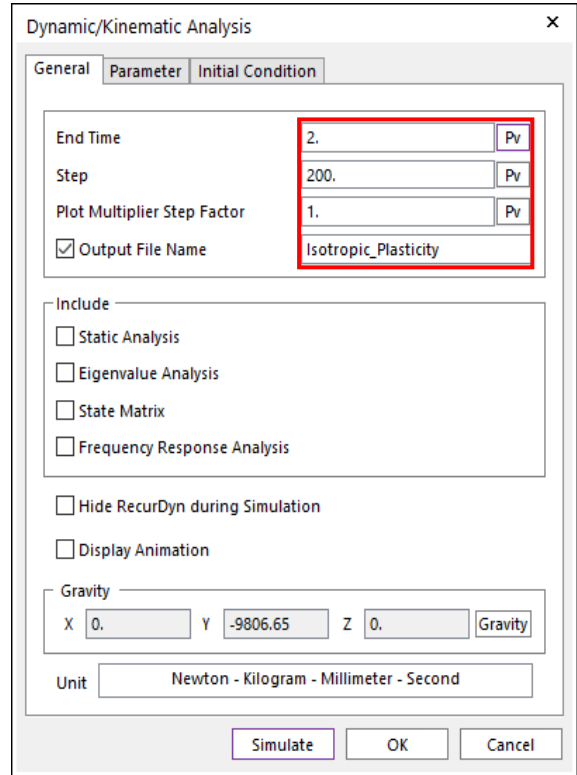 Dynamic/Kinematic Analysis ×
General Parameter Initial Condition
End Time 2. Pv
Step 200. Pv
Plot Multiplier Step Factor 1. Pv
Output File Name Isotropic_Plasticity
Include
Static Analysis
Eigenvalue Analysis
State Matrix
Frequency Response Analysis
Hide RecurDyn during Simulation
Display Animation
Gravity
X 0. Y -9806.65 Z 0. Gravity
Unit Newton - Kilogram - Millimeter - Second
Simulate OK Cancel